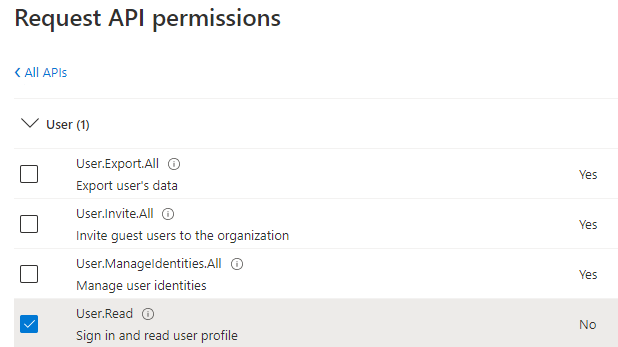 Request API permissions
All APIs
User (1)
User.Export.All
Export user's data
Yes
User.Invite.All
Invite guest users to the organization
Yes
User.ManageIdentities.All
Manage user identities
Yes
User.Read
Sign in and read user profile
No